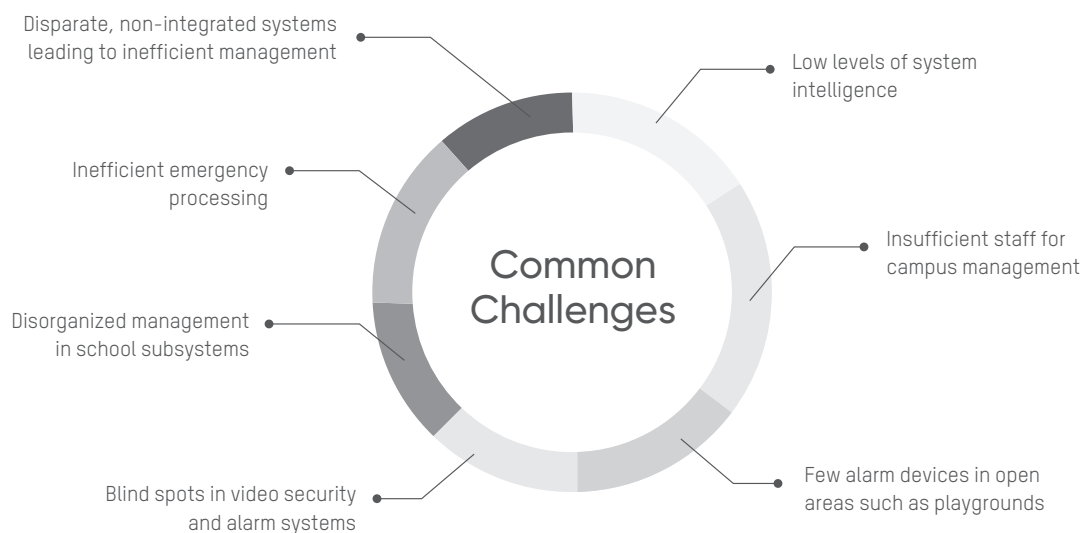 Disparate, non-integrated systems
leading to inefficient management
Low levels of system
intelligence
Inefficient emergency
processing
Insufficient staff for
campus management
Common
Challenges
Disorganized management
in school subsystems
Few alarm devices in open
areas such as playgrounds
Blind spots in video security
and alarm systems